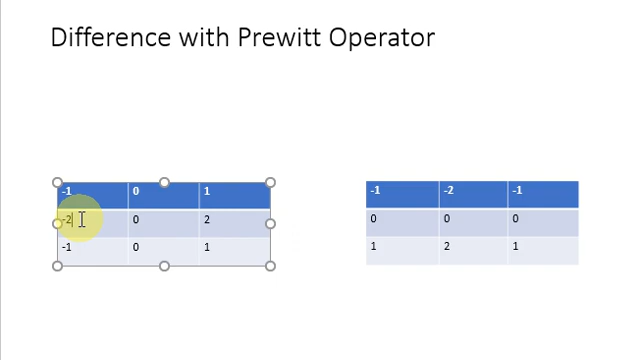 Difference with Prewitt Operator
-1 0 1
-2 0 2
-1 0 1
-1 -2 -1
0 0 0
1 2 1